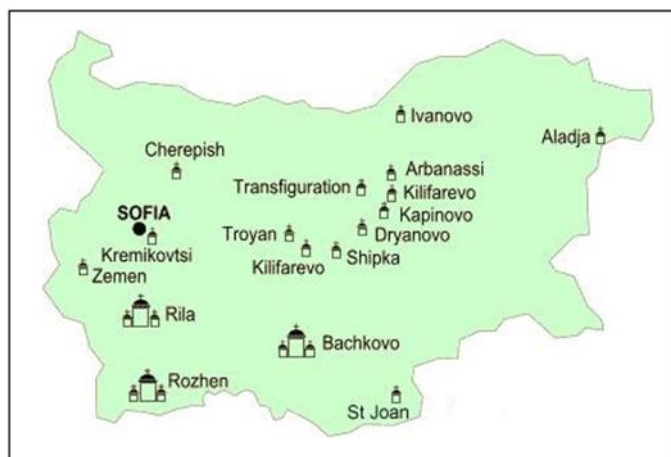 Ivanovo
Aladja
Cherepish
Arbanassi
Transfiguration
Kilifarevo
Kapinovo
SOFIA
Troyan
Dryanovo
Kremikovtsi
Kilifarevo
Shipka
Zemen
Rila
Bachkovo
Rozhen
St Joan